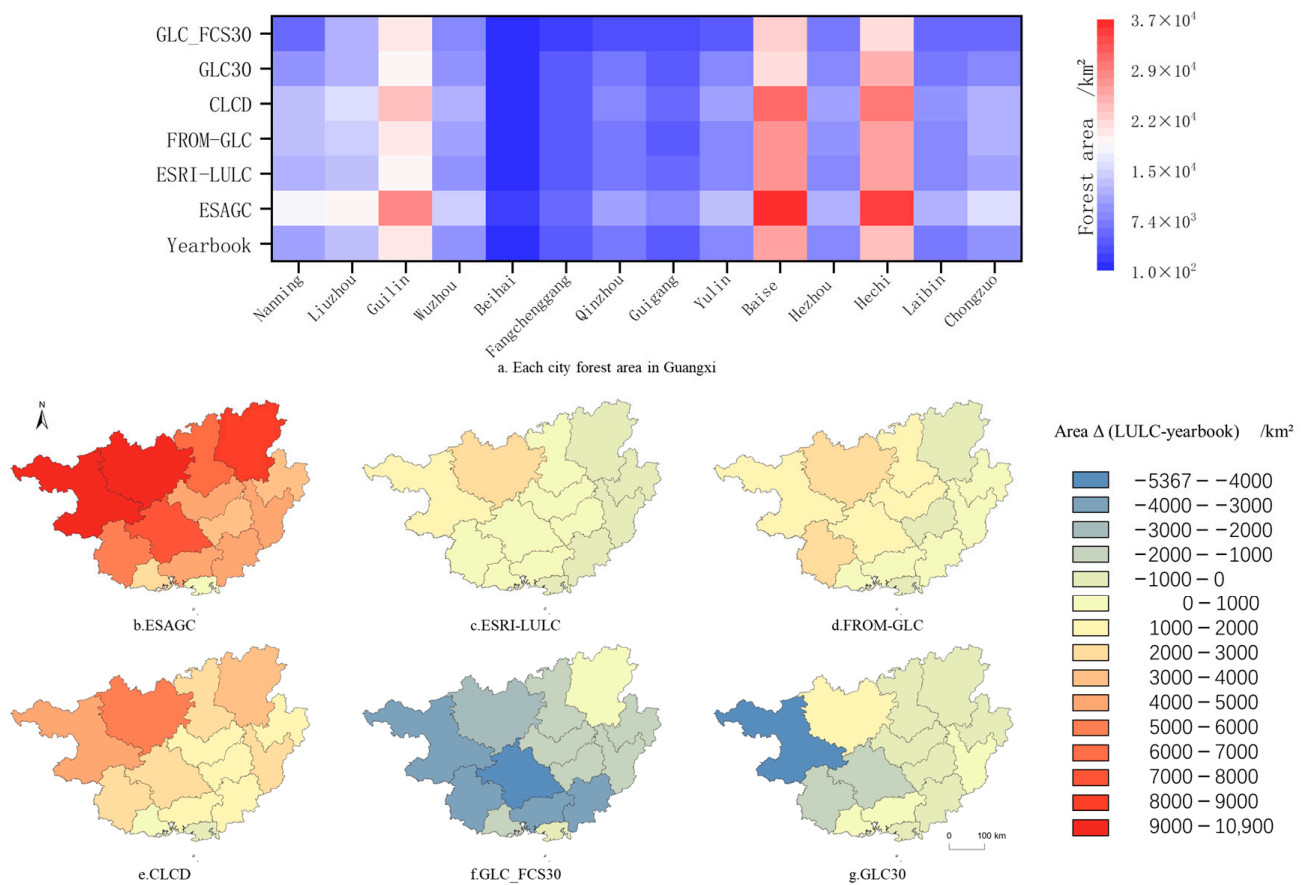 GLC_FCS30
GLC30
CLCD
FROM-GLC
ESRI-LULC
ESAGC
Yearbook
Nanning
Liuzhou
Guilin
Wuzhou
Beihai
Fangchenggang
Qinzhou
Guigang
Yulin
Baise
Hezhou
Hechi
Laibin
Chongzuo
Forest area /km²
3.7×10⁴
2.9×10⁴
2.2×10⁴
1.5×10⁴
7.4×10³
1.0×10²
a. Each city forest area in Guangxi
N
b.ESAGC
c.ESRI-LULC
d.FROM-GLC
e.CLCD
f.GLC_FCS30
g.GLC30
0 100 km
Area Δ (LULC-yearbook) /km²
−5367 − −4000
−4000 − −3000
−3000 − −2000
−2000 − −1000
−1000 − 0
0 − 1000
1000 − 2000
2000 − 3000
3000 − 4000
4000 − 5000
5000 − 6000
6000 − 7000
7000 − 8000
8000 − 9000
9000 − 10,900